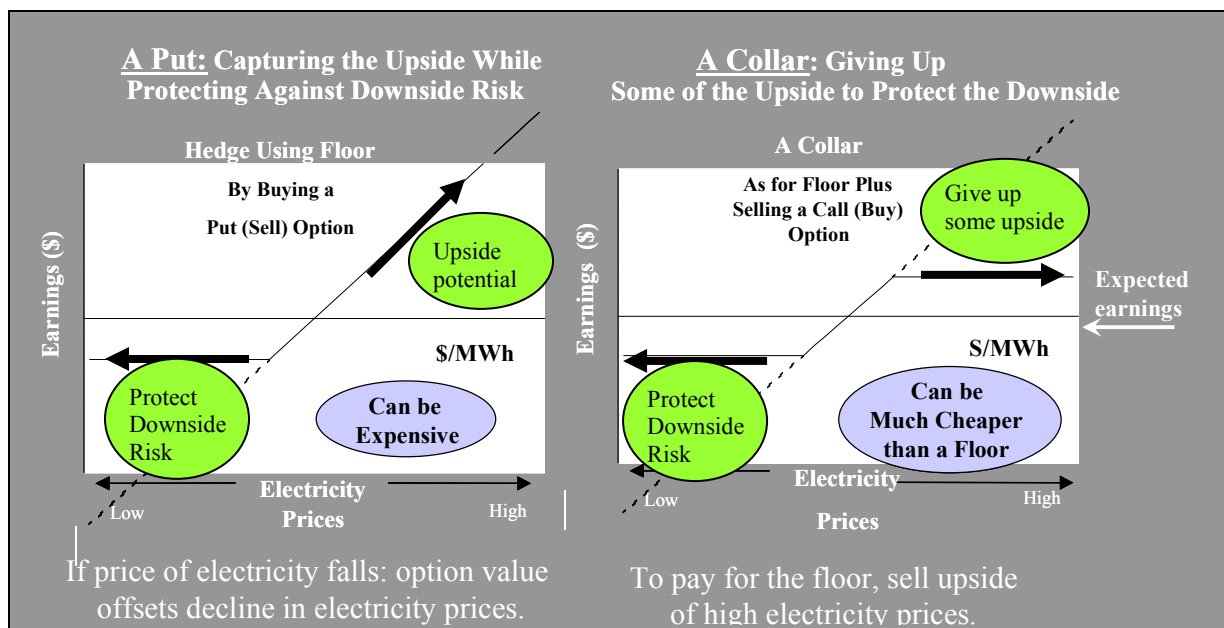 A Put: Capturing the Upside While
Protecting Against Downside Risk
Hedge Using Floor
By Buying a
Put (Sell) Option
Upside
potential
Earnings ($)
$/MWh
Protect
Downside
Risk
Can be
Expensive
Electricity
Prices
Low
High
If price of electricity falls: option value
offsets decline in electricity prices.
A Collar: Giving Up
Some of the Upside to Protect the Downside
A Collar
As for Floor Plus
Selling a Call (Buy)
Option
Give up
some upside
Earnings ($)
Expected
earnings
S/MWh
Protect
Downside
Risk
Can be
Much Cheaper
than a Floor
Electricity
Prices
Low
High
To pay for the floor, sell upside
of high electricity prices.